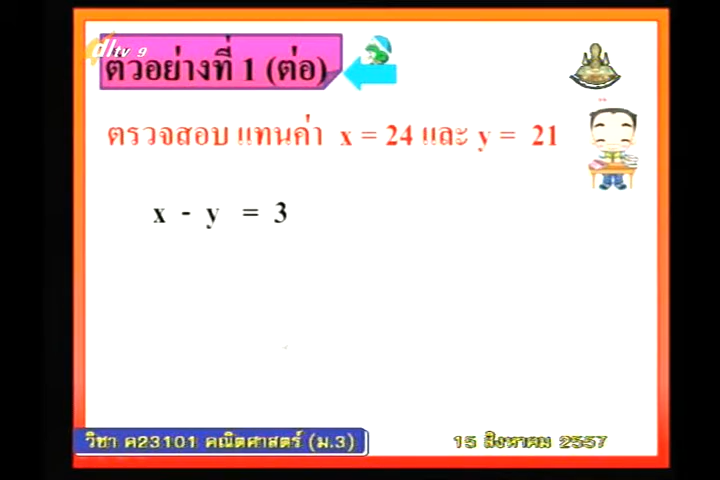 dltv 9
ตัวอย่างที่ 1 (ต่อ)
ตรวจสอบ แทนค่า x = 24 และ y = 21
x - y = 3
วิชา ค23101 คณิตศาสตร์ (ม.3)
15 สิงหาคม 2557